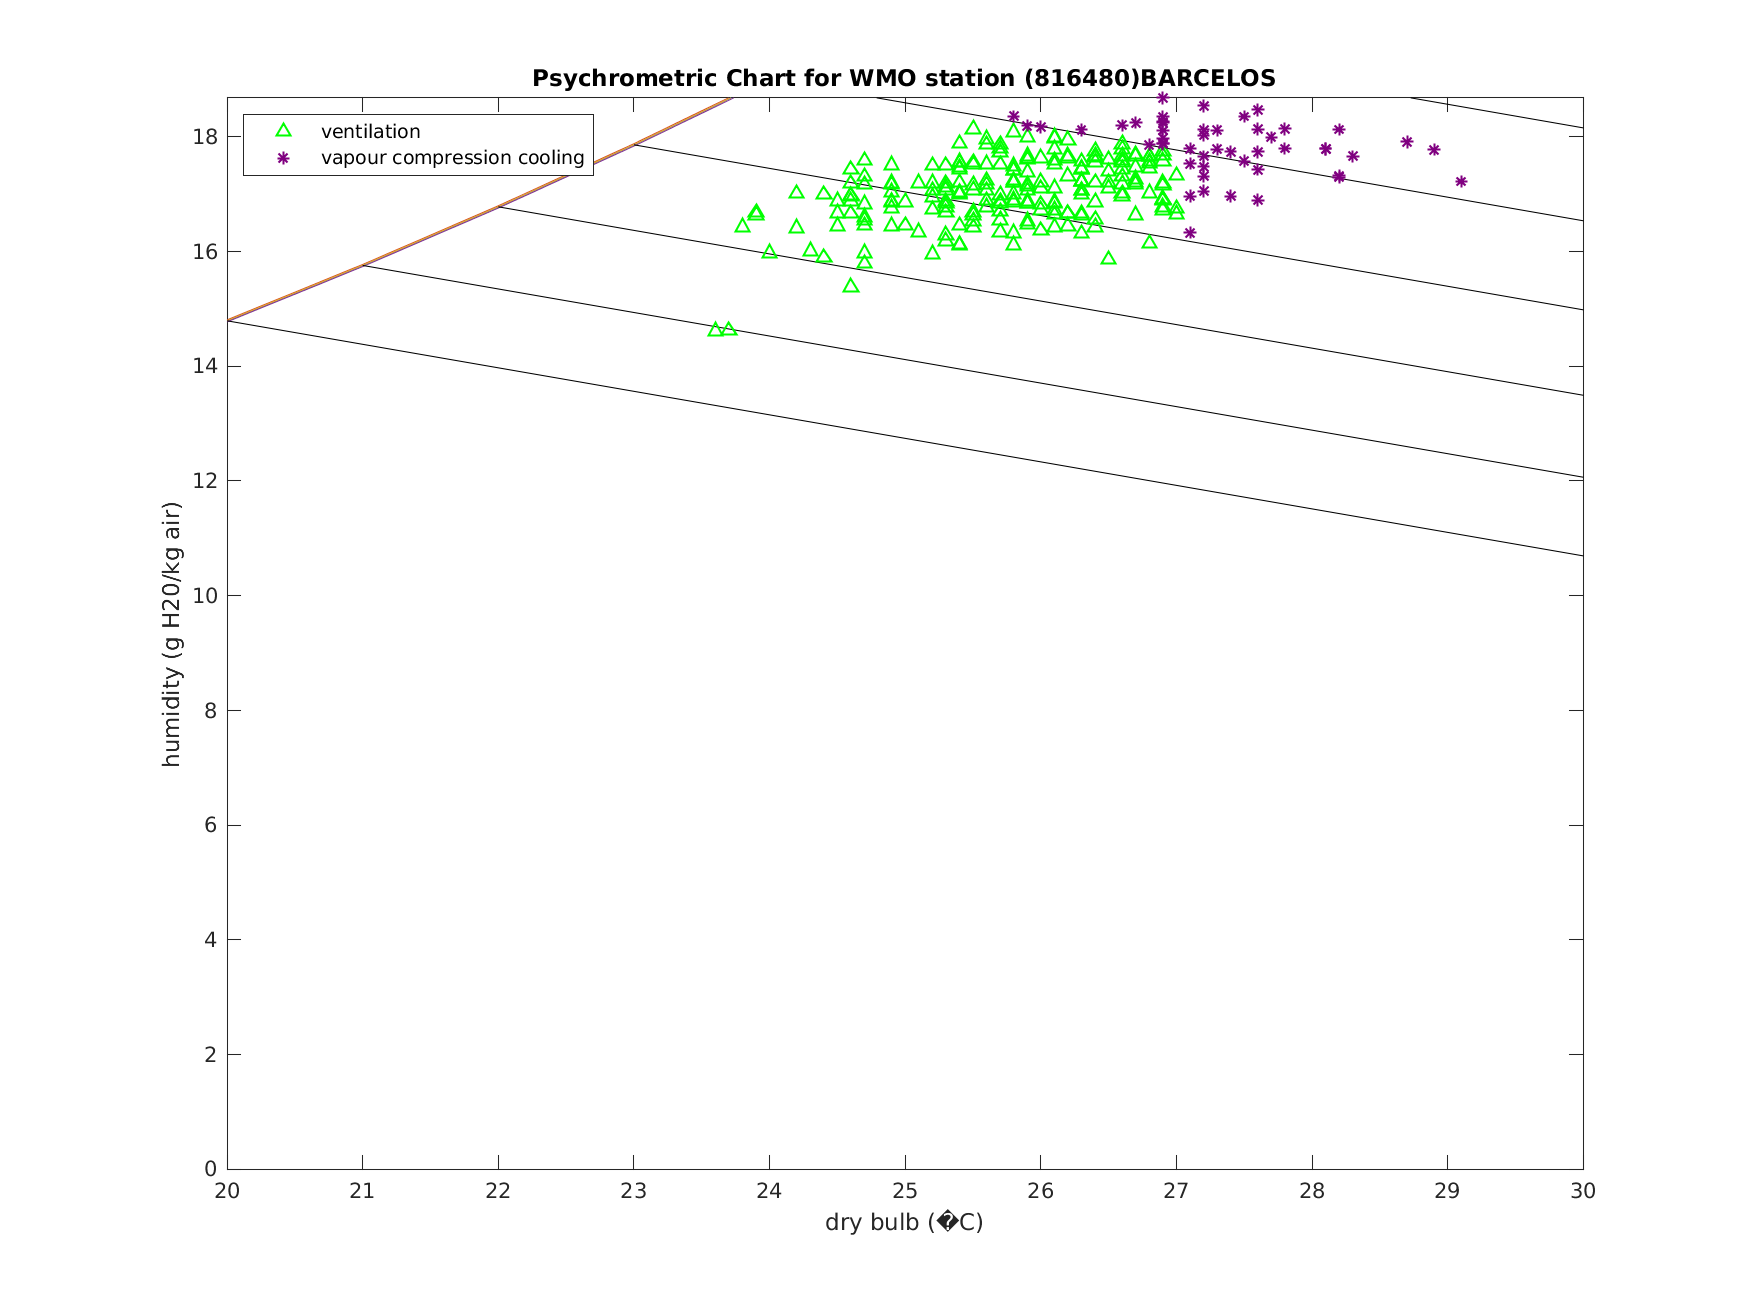 Psychrometric Chart for WMO station (816480)BARCELOS
ventilation
vapour compression cooling
18
16
14
12
10
8
6
4
2
0
humidity (g H20/kg air)
20 21 22 23 24 25 26 27 28 29 30
dry bulb (�C)